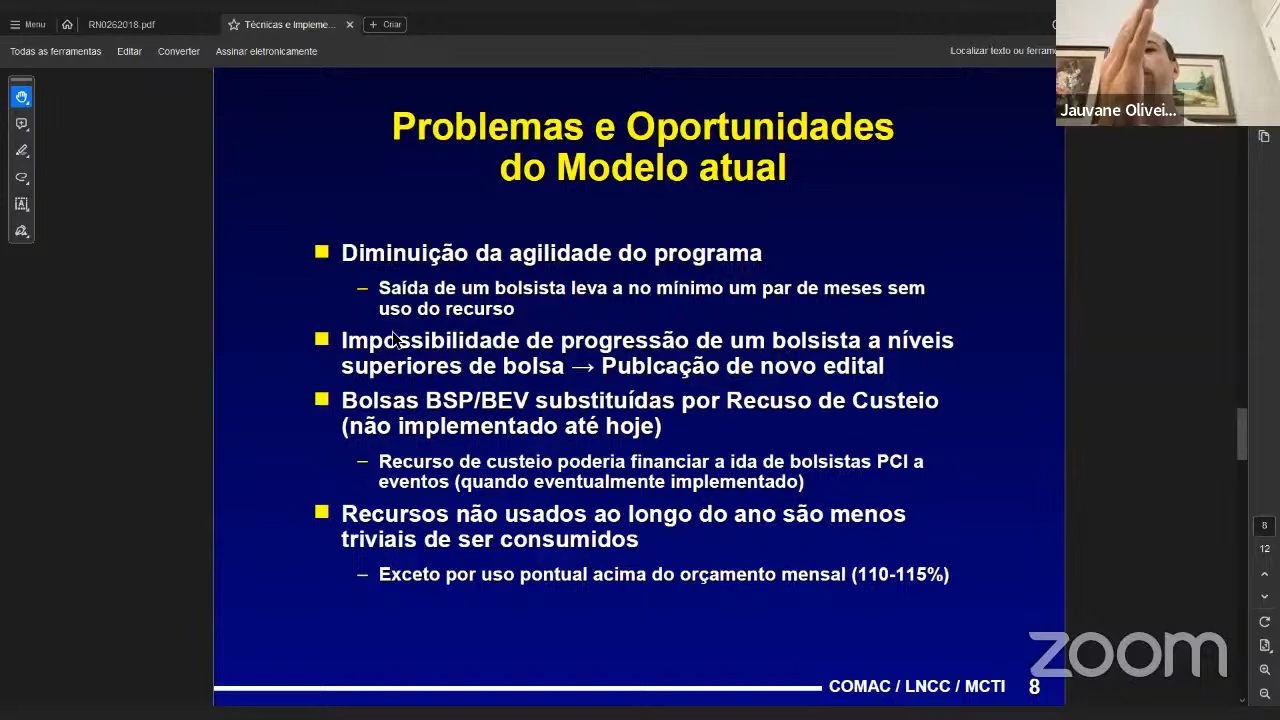 Menu
RN0262018.pdf
Técnicas e Impleme...
Criar
Todas as ferramentas
Editar
Converter
Assinar eletronicamente
Localizar texto ou ferrame
Jauvane Olivei...
Problemas e Oportunidades
do Modelo atual
Diminuição da agilidade do programa
– Saída de um bolsista leva a no mínimo um par de meses sem
uso do recurso
Impossibilidade de progressão de um bolsista a níveis
superiores de bolsa → Publcação de novo edital
Bolsas BSP/BEV substituídas por Recuso de Custeio
(não implementado até hoje)
– Recurso de custeio poderia financiar a ida de bolsistas PCI a
eventos (quando eventualmente implementado)
Recursos não usados ao longo do ano são menos
triviais de ser consumidos
– Exceto por uso pontual acima do orçamento mensal (110-115%)
8
12
zoom
COMAC / LNCC / MCTI 8